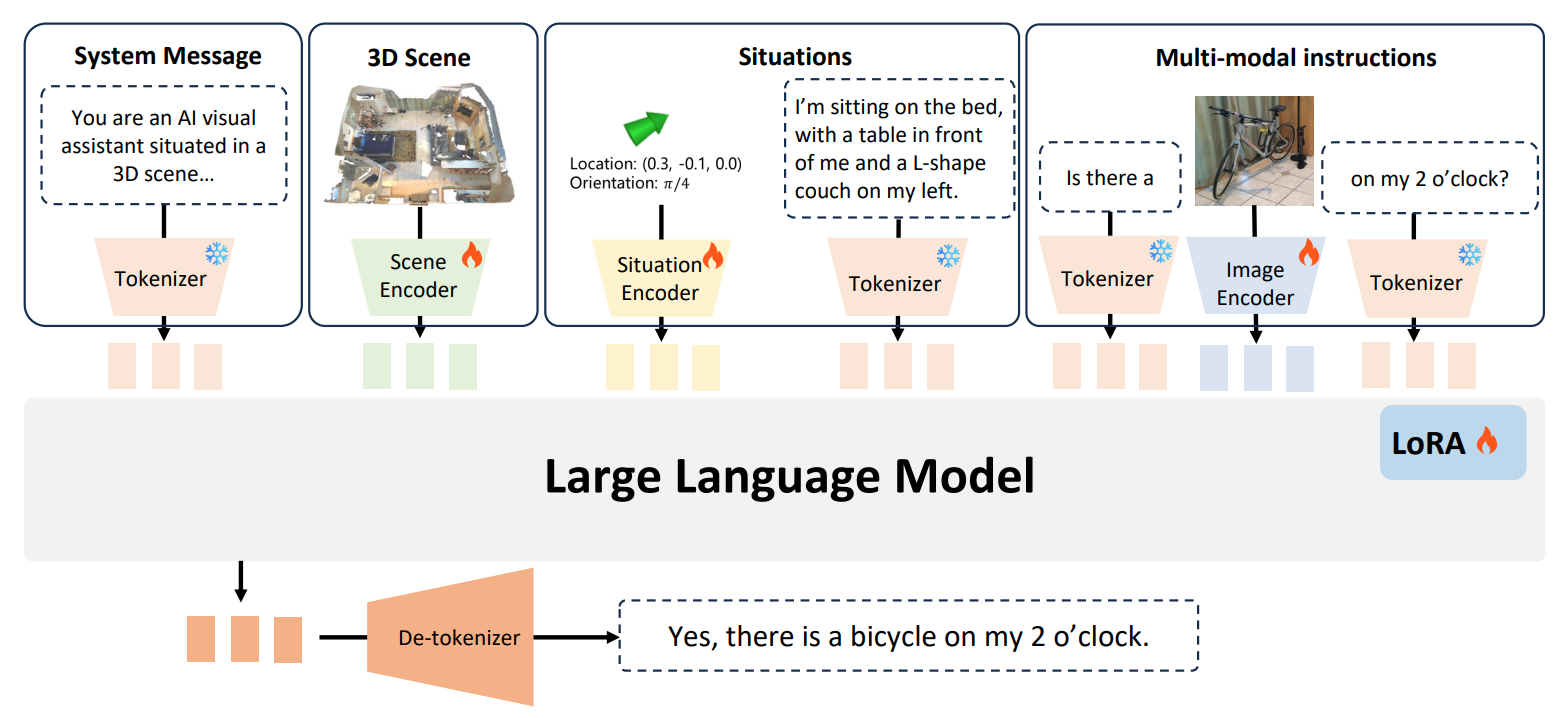 System Message
You are an AI visual
assistant situated in a
3D scene...
Tokenizer
3D Scene
Scene
Encoder
Situations
Location: (0.3, -0.1, 0.0)
Orientation: π/4
Situation
Encoder
I'm sitting on the bed,
with a table in front
of me and a L-shape
couch on my left.
Tokenizer
Multi-modal instructions
Is there a
Tokenizer
Image
Encoder
on my 2 o'clock?
Tokenizer
Large Language Model
LoRA
De-tokenizer
Yes, there is a bicycle on my 2 o'clock.